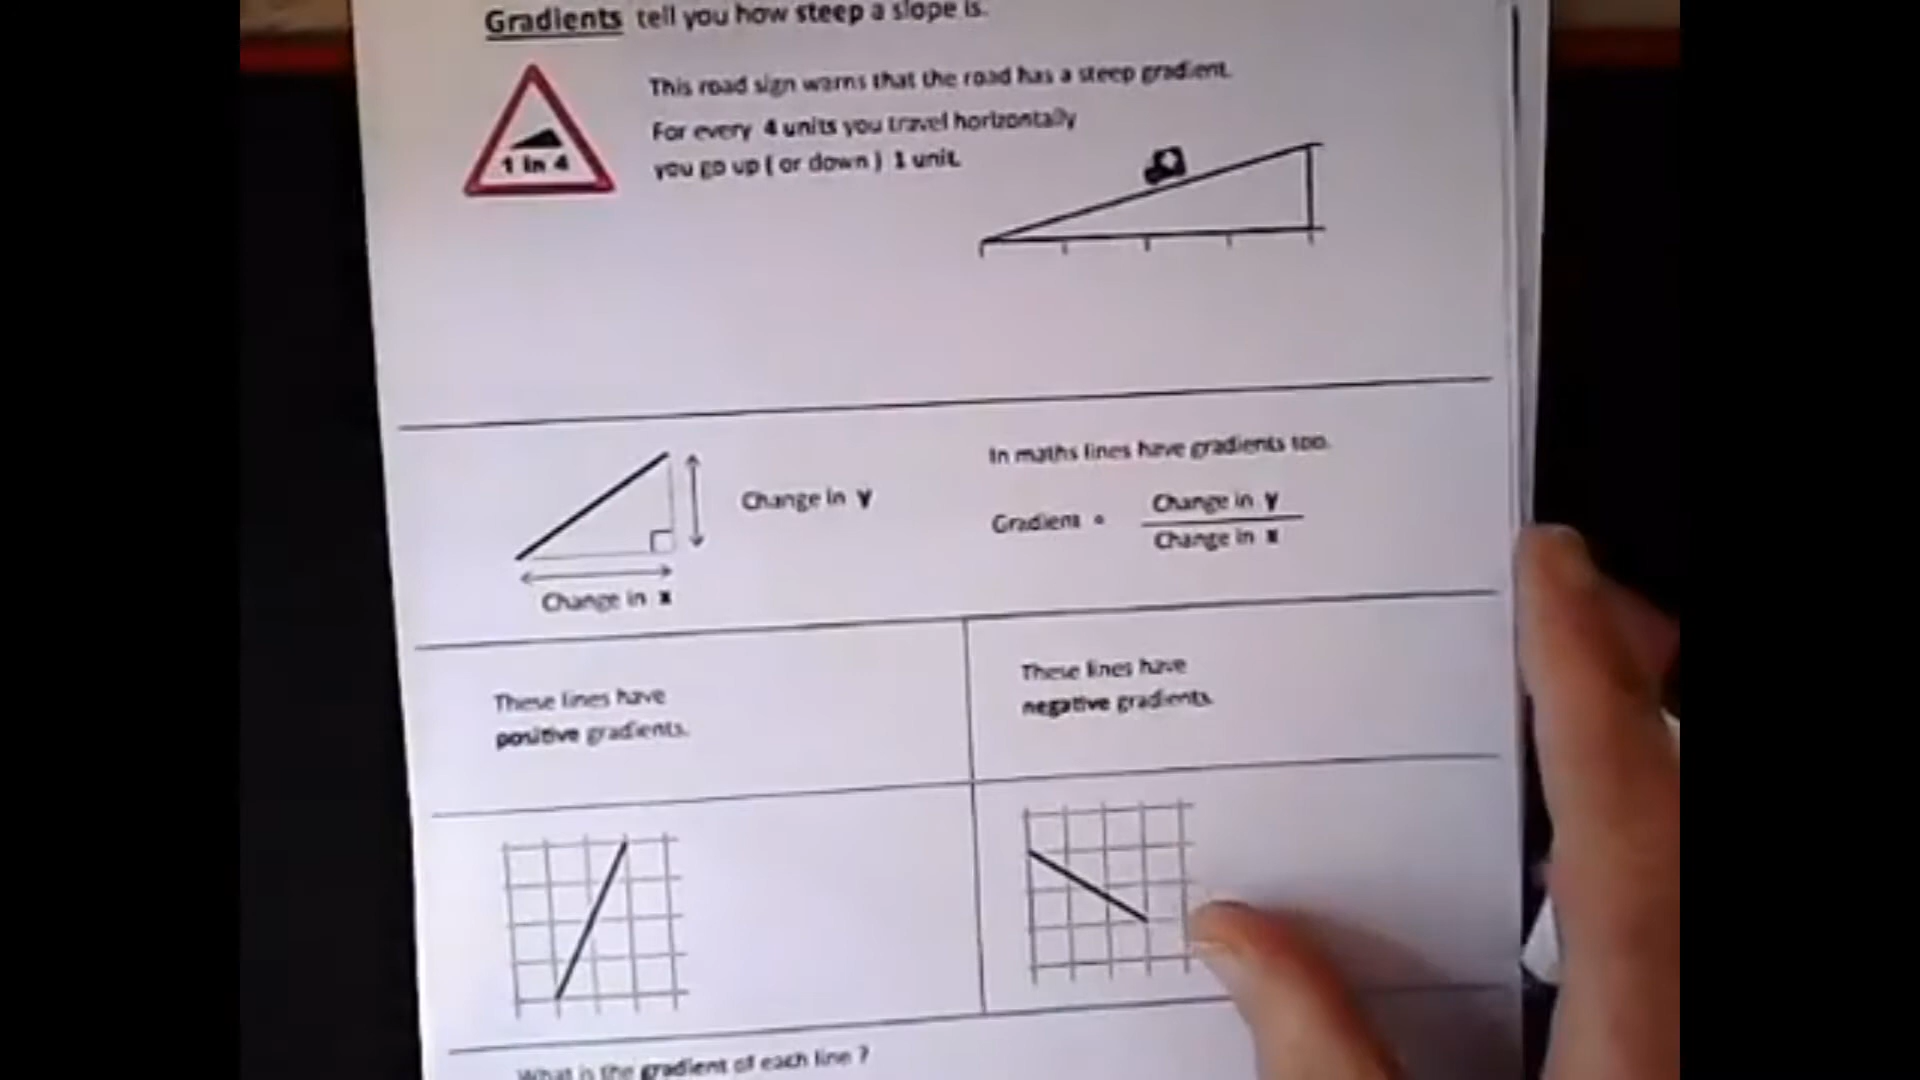 Gradients tell you how steep a slope is.
1 in 4
This road sign warns that the road has a steep gradient.
For every 4 units you travel horizontally
you go up ( or down ) 1 unit.
In maths lines have gradients too.
Change in y
Gradient = Change in y
Change in x
Change in x
These lines have
positive gradients.
These lines have
negative gradients.
What is the gradient of each line ?